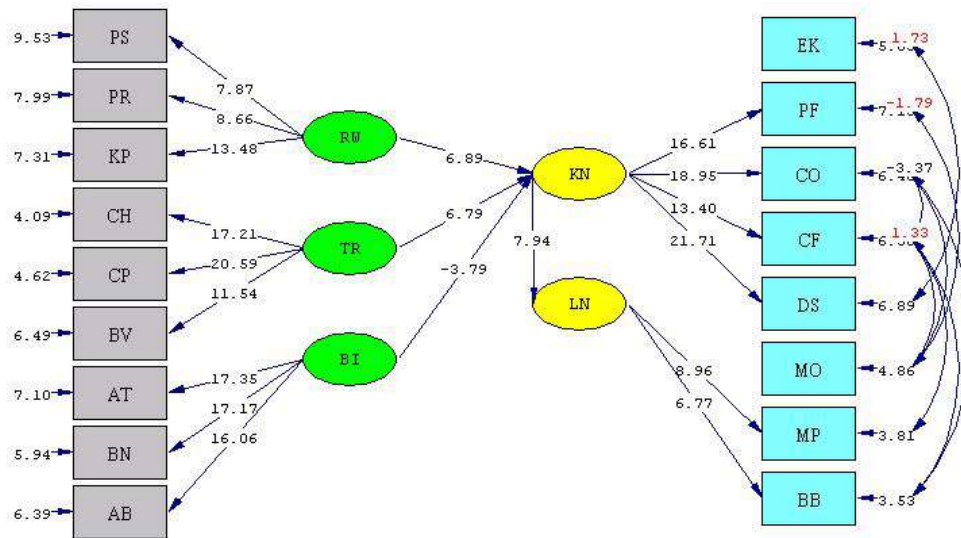 9.53 PS
7.99 PR
7.31 KP
4.09 CH
4.62 CP
6.49 BV
7.10 AT
5.94 BN
6.39 AB
7.87
8.66
13.48
17.21
20.59
11.54
17.35
17.17
16.06
RW
TR
BI
6.89
6.79
-3.79
KN
7.94
LN
16.61
18.95
13.40
21.71
8.96
6.77
EK 1.73
PF -1.79
CO -3.37
CF 1.33
DS 6.89
MO 4.86
MP 3.81
BB 3.53